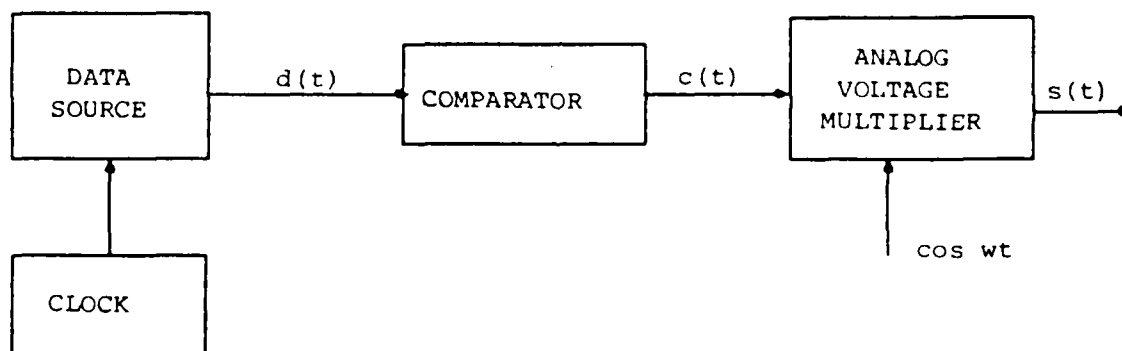 DATA
SOURCE
d(t)
COMPARATOR
c(t)
ANALOG
VOLTAGE
MULTIPLIER
s(t)
cos wt
CLOCK